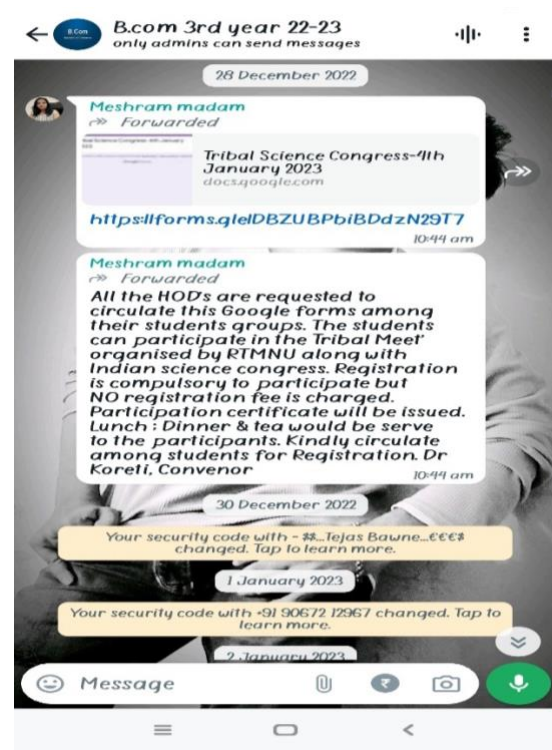 B.Com
B.com 3rd year 22-23
only admins can send messages
28 December 2022
Meshram madam
Forwarded
Tribal Science Congress-4th
January 2023
docs.google.com
https://forms.gle/DBZUBPbiBDdzN29T7
10:44 am
Meshram madam
Forwarded
All the HOD's are requested to
circulate this Google forms among
their students groups. The students
can participate in the Tribal Meet'
organised by RTMNU along with
Indian science congress. Registration
is compulsory to participate but
NO registration fee is charged.
Participation certificate will be issued.
Lunch : Dinner & tea would be serve
to the participants. Kindly circulate
among students for Registration. Dr
Koreti, Convenor
10:44 am
30 December 2022
Your security code with - $$...Tejas Bawne...€€€$
changed. Tap to learn more.
1 January 2023
Your security code with +91 90672 12967 changed. Tap to
learn more.
2 January 2023
Message
₹